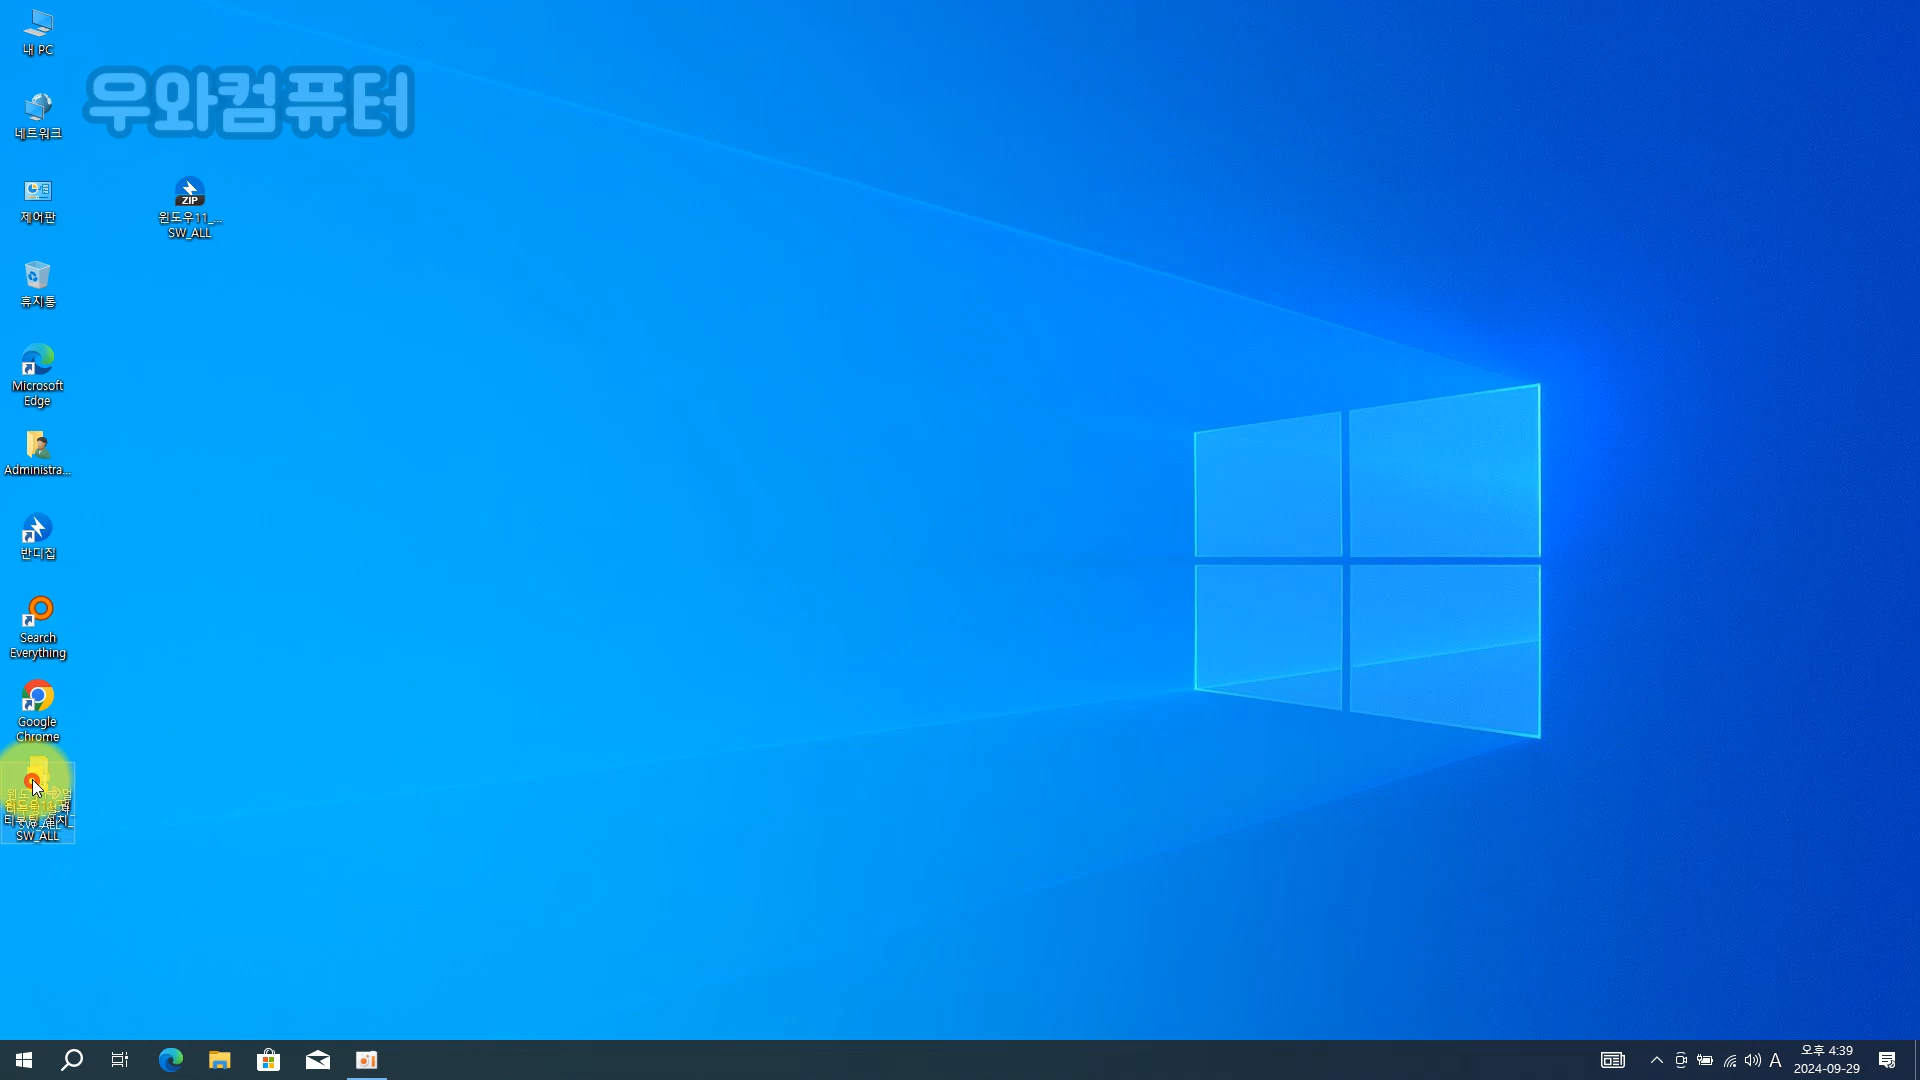 내 PC
우와컴퓨터
네트워크
제어판
ZIP
윈도우11_...
SW_ALL
휴지통
Microsoft
Edge
Administra...
반디집
Search
Everything
Google
Chrome
SW_ALL
A
오후 4:39
2024-09-29